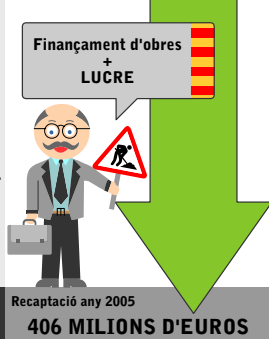 Finançament d'obres
+
LUCRE
Recaptació any 2005
406 MILIONS D'EUROS